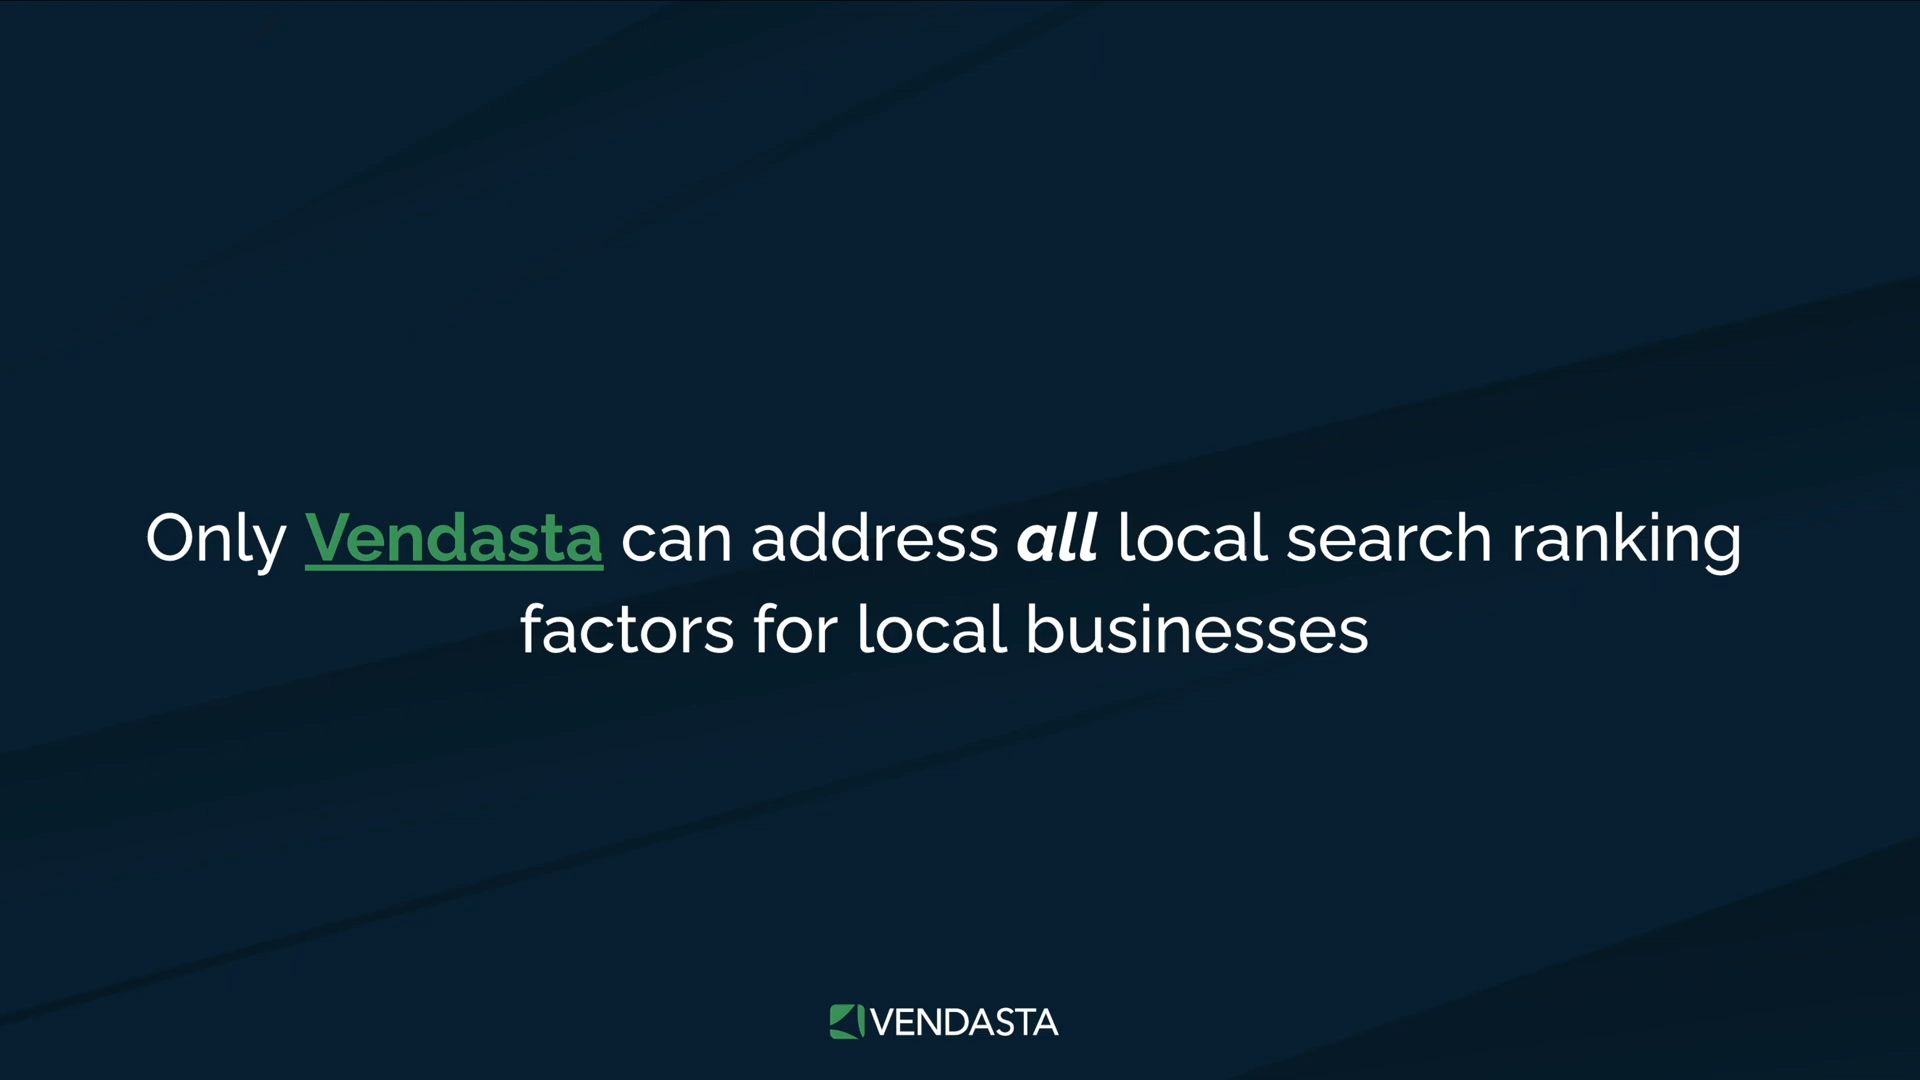 Only Vendasta can address all local search ranking
factors for local businesses
VENDASTA